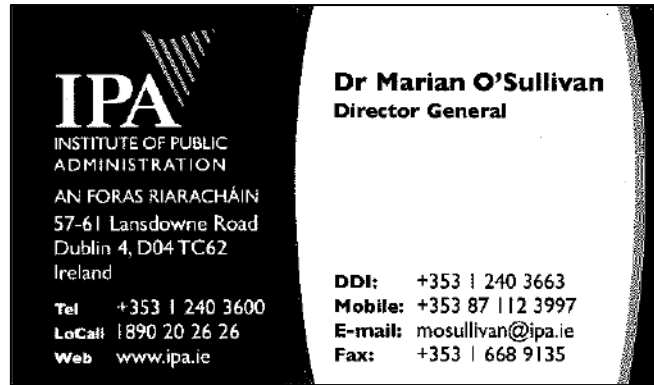 IPA
INSTITUTE OF PUBLIC
ADMINISTRATION
AN FORAS RIARACHÁIN
57-61 Lansdowne Road
Dublin 4, D04 TC62
Ireland
Tel +353 1 240 3600
LoCall 1890 20 26 26
Web www.ipa.ie
Dr Marian O'Sullivan
Director General
DDI: +353 1 240 3663
Mobile: +353 87 112 3997
E-mail: mosullivan@ipa.ie
Fax: +353 1 668 9135